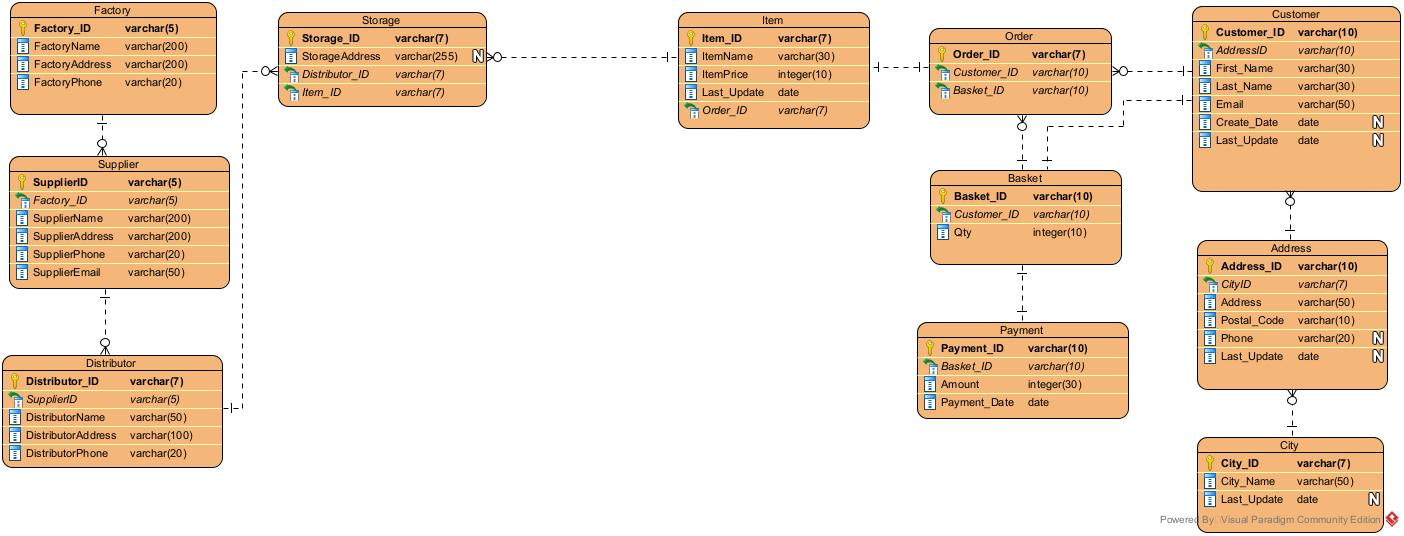 Factory
Factory_ID varchar(5)
FactoryName varchar(200)
FactoryAddress varchar(200)
FactoryPhone varchar(20)
Supplier
SupplierID varchar(5)
Factory_ID varchar(5)
SupplierName varchar(200)
SupplierAddress varchar(200)
SupplierPhone varchar(20)
SupplierEmail varchar(50)
Distributor
Distributor_ID varchar(7)
SupplierID varchar(5)
DistributorName varchar(50)
DistributorAddress varchar(100)
DistributorPhone varchar(20)
Storage
Storage_ID varchar(7)
StorageAddress varchar(255) N
Distributor_ID varchar(7)
Item_ID varchar(7)
Item
Item_ID varchar(7)
ItemName varchar(30)
ItemPrice integer(10)
Last_Update date
Order_ID varchar(7)
Order
Order_ID varchar(7)
Customer_ID varchar(10)
Basket_ID varchar(10)
Basket
Basket_ID varchar(10)
Customer_ID varchar(10)
Qty integer(10)
Payment
Payment_ID varchar(10)
Basket_ID varchar(10)
Amount integer(30)
Payment_Date date
Customer
Customer_ID varchar(10)
AddressID varchar(10)
First_Name varchar(30)
Last_Name varchar(30)
Email varchar(50)
Create_Date date N
Last_Update date N
Address
Address_ID varchar(10)
CityID varchar(7)
Address varchar(50)
Postal_Code varchar(10)
Phone varchar(20) N
Last_Update date N
City
City_ID varchar(7)
City_Name varchar(50)
Last_Update date N
Powered By Visual Paradigm Community Edition